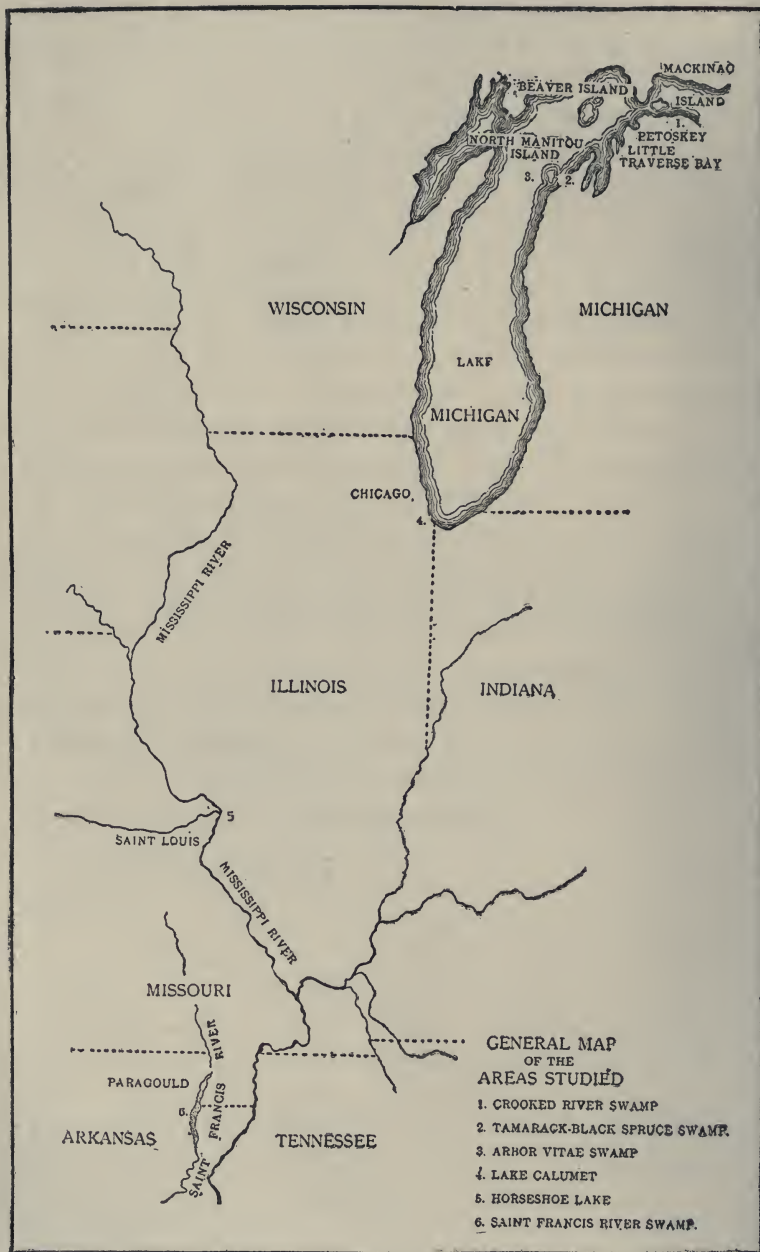 MACKINAC
BEAVER ISLAND
ISLAND
1.
PETOSKEY
NORTH MANITOU
ISLAND
LITTLE
TRAVERSE BAY
3.
2.
WISCONSIN
MICHIGAN
LAKE
MICHIGAN
CHICAGO.
4.
MISSISSIPPI RIVER
ILLINOIS
INDIANA
5
SAINT LOUIS
MISSISSIPPI RIVER
MISSOURI
RIVER
PARAGOULD
6.
FRANCIS
ARKANSAS
TENNESSEE
SAINT
GENERAL MAP
OF THE
AREAS STUDIED
1. CROOKED RIVER SWAMP
2. TAMARACK-BLACK SPRUCE SWAMP.
3. ARBOR VITAE SWAMP
4. LAKE CALUMET
5. HORSESHOE LAKE
6. SAINT FRANCIS RIVER SWAMP.